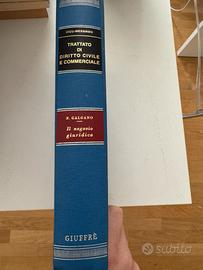 CICU-MESSINEO
TRATTATO
DI
DIRITTO CIVILE
E COMMERCIALE
F. GALGANO
Il negozio
giuridico
GIUFFRÈ
subito